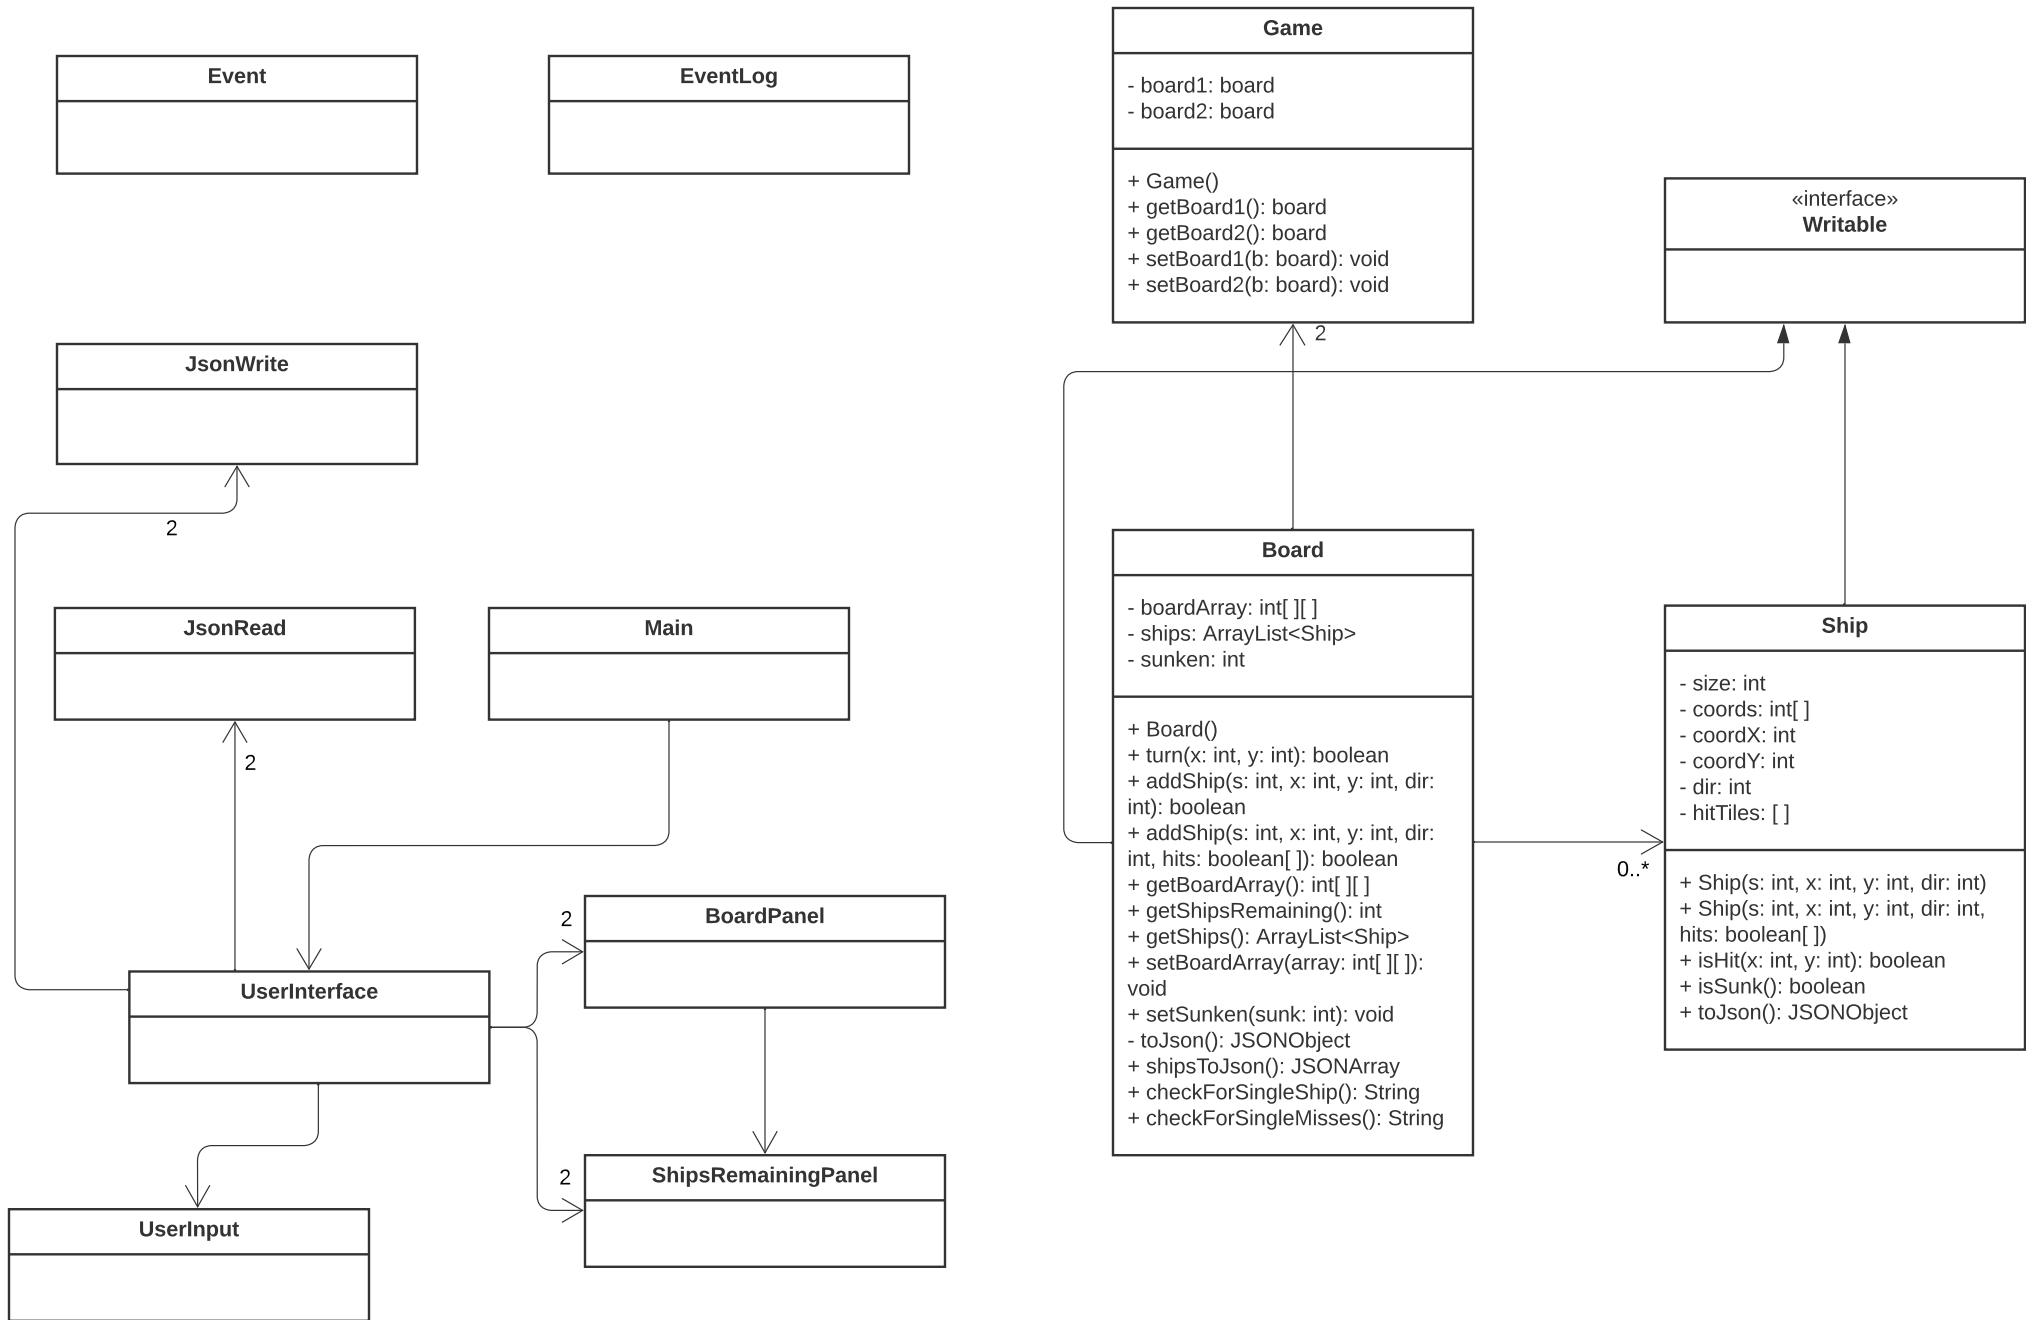 Event
EventLog
Game
- board1: board
- board2: board
+ Game()
+ getBoard1(): board
+ getBoard2(): board
+ setBoard1(b: board): void
+ setBoard2(b: board): void
«interface»
Writable
2
JsonWrite
2
JsonRead
2
Main
Board
- boardArray: int[ ][ ]
- ships: ArrayList<Ship>
- sunken: int
+ Board()
+ turn(x: int, y: int): boolean
+ addShip(s: int, x: int, y: int, dir:
int): boolean
+ addShip(s: int, x: int, y: int, dir:
int, hits: boolean[ ]): boolean
+ getBoardArray(): int[ ][ ]
+ getShipsRemaining(): int
+ getShips(): ArrayList<Ship>
+ setBoardArray(array: int[ ][ ]):
void
+ setSunken(sunk: int): void
- toJson(): JSONObject
+ shipsToJson(): JSONArray
+ checkForSingleShip(): String
+ checkForSingleMisses(): String
0..*
Ship
- size: int
- coords: int[ ]
- coordX: int
- coordY: int
- dir: int
- hitTiles: [ ]
+ Ship(s: int, x: int, y: int, dir: int)
+ Ship(s: int, x: int, y: int, dir: int,
hits: boolean[ ])
+ isHit(x: int, y: int): boolean
+ isSunk(): boolean
+ toJson(): JSONObject
UserInterface
2
BoardPanel
2
ShipsRemainingPanel
UserInput